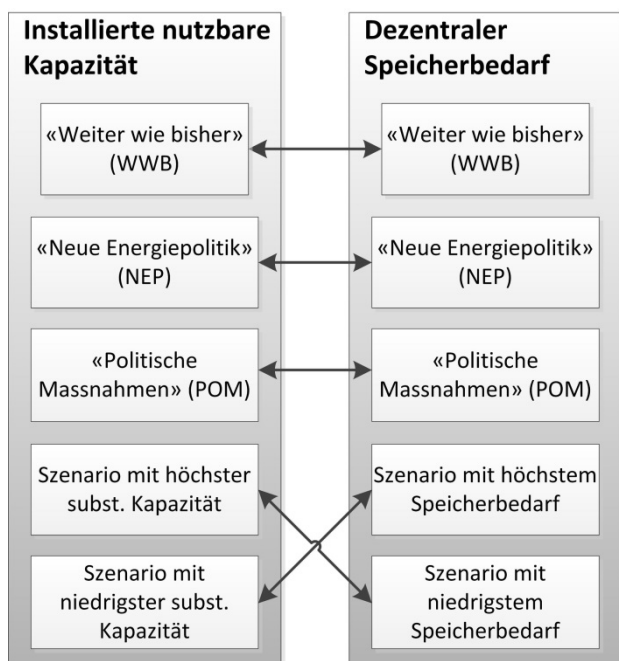 Installierte nutzbare
Kapazität
«Weiter wie bisher»
(WWB)
«Neue Energiepolitik»
(NEP)
«Politische
Massnahmen» (POM)
Szenario mit höchster
subst. Kapazität
Szenario mit
niedrigster subst.
Kapazität
Dezentraler
Speicherbedarf
«Weiter wie bisher»
(WWB)
«Neue Energiepolitik»
(NEP)
«Politische
Massnahmen» (POM)
Szenario mit höchstem
Speicherbedarf
Szenario mit
niedrigstem
Speicherbedarf